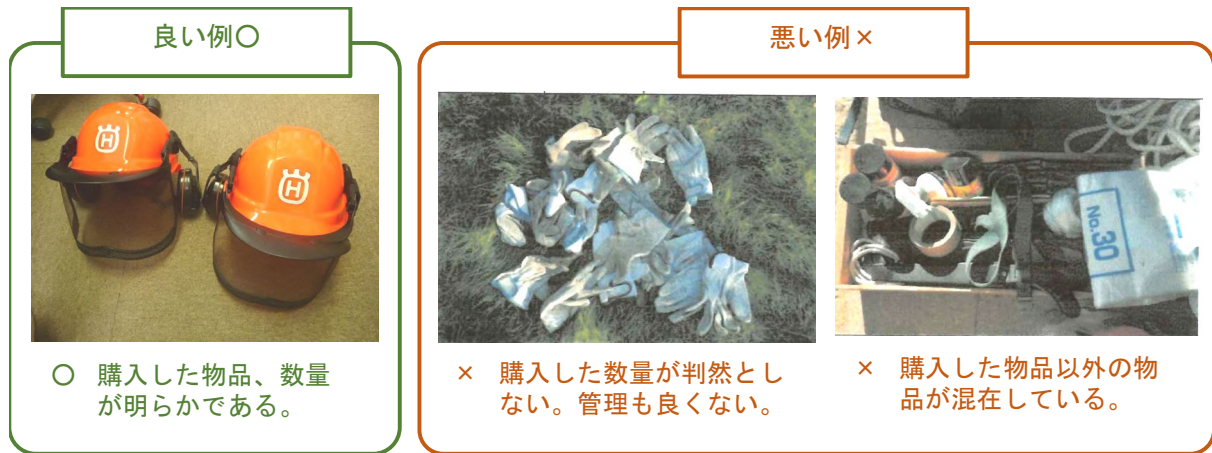 良い例〇
悪い例×
H
H
No.30
〇 購入した物品、数量
が明らかである。
× 購入した数量が判然とし
ない。管理も良くない。
× 購入した物品以外の物
品が混在している。